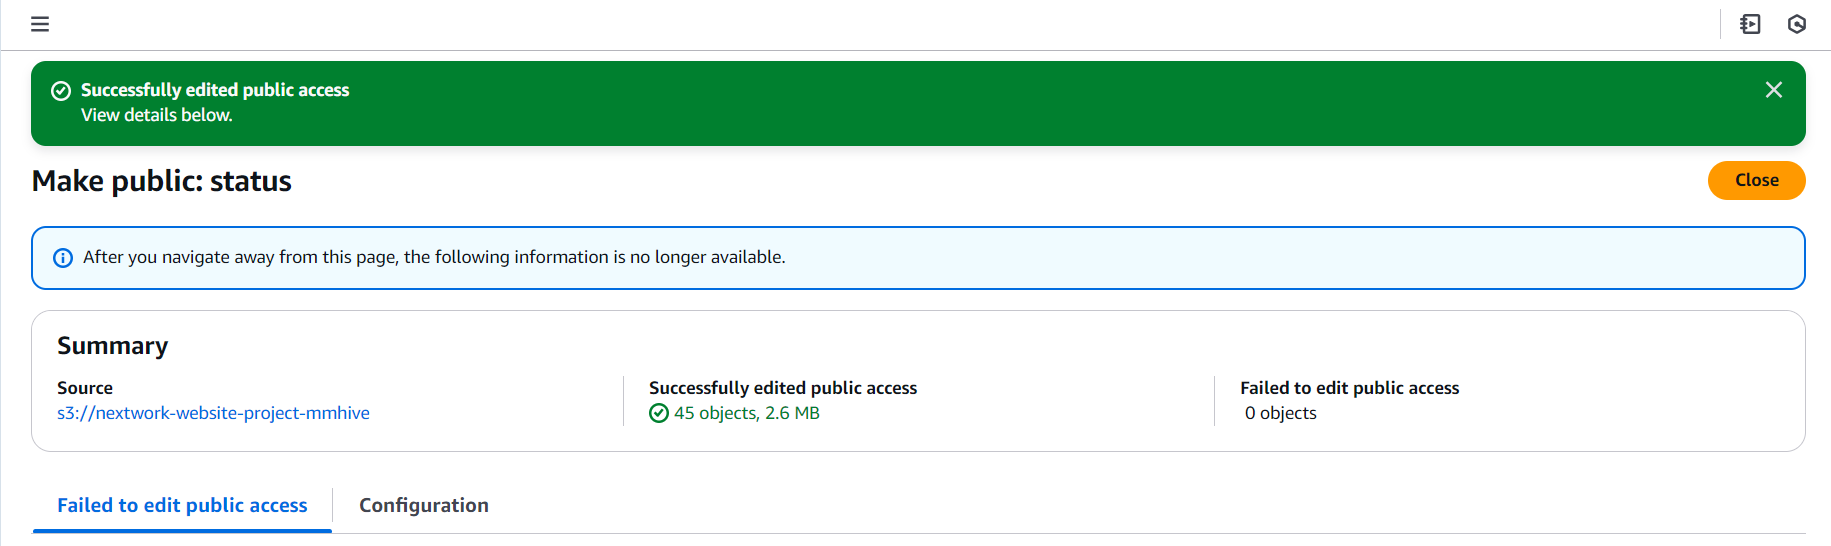 Successfully edited public access
View details below.
Make public: status
Close
After you navigate away from this page, the following information is no longer available.
Summary
Source
s3://nextwork-website-project-mmhive
Successfully edited public access
45 objects, 2.6 MB
Failed to edit public access
0 objects
Failed to edit public access
Configuration